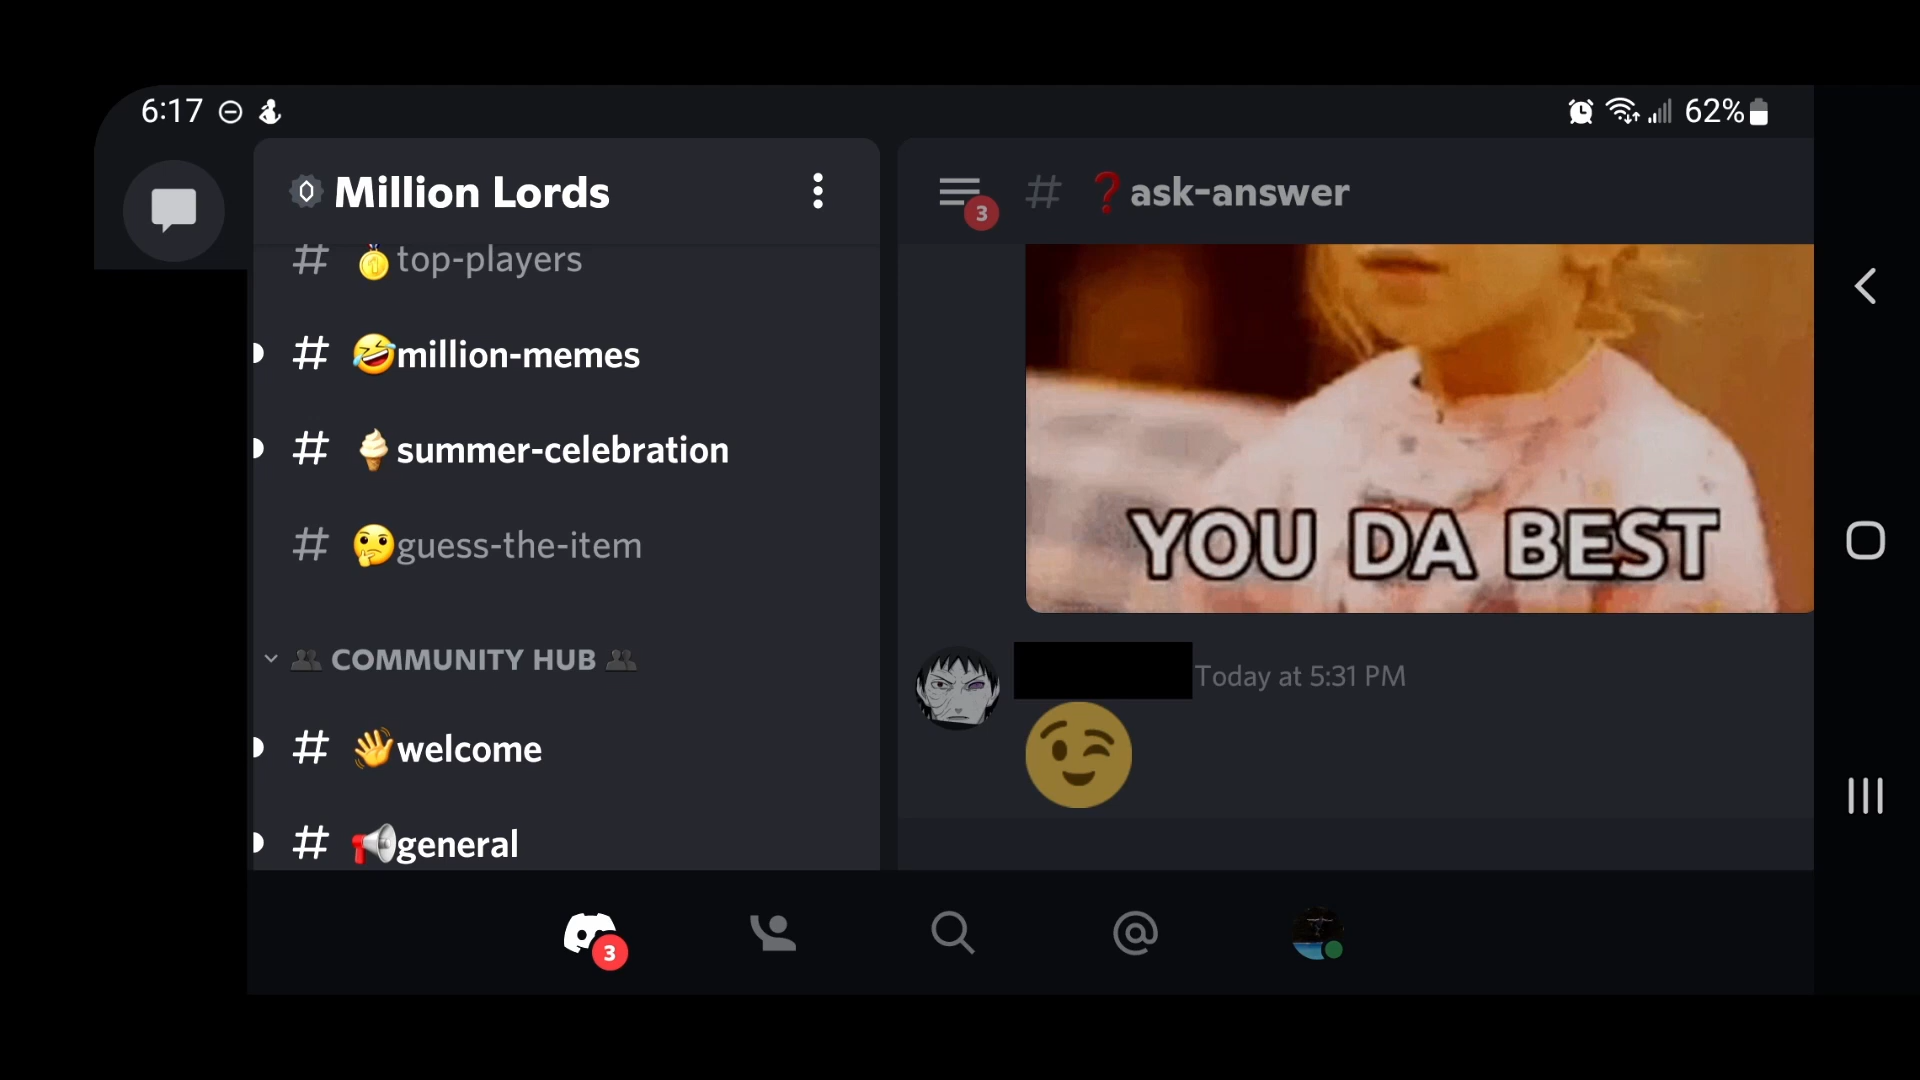 6:17
62%
Million Lords
# top-players
# million-memes
# summer-celebration
# guess-the-item
COMMUNITY HUB
# welcome
# general
3
# ❓ask-answer
YOU DA BEST
Today at 5:31 PM
3